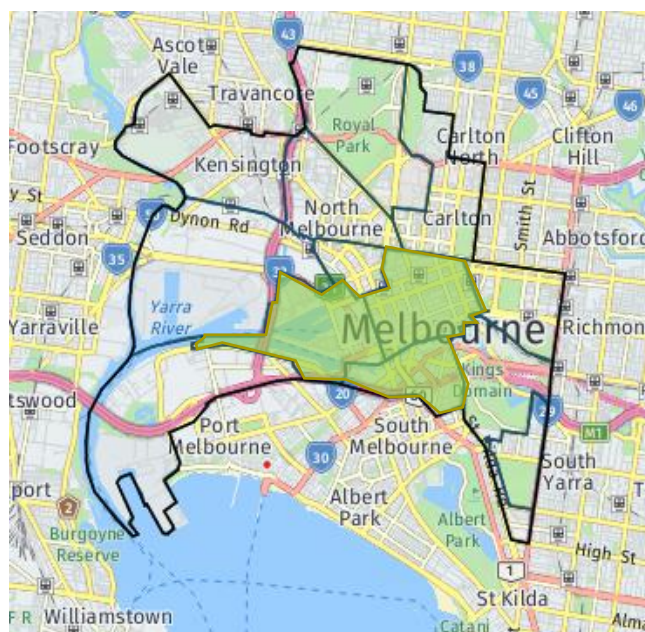 43
Ascot
Vale
38
Travancore
45
46
Royal
Park
Carlton
North
Clifton
Hill
Footscray
Kensington
y St
50
Dynon Rd
North
Melbourne
Carlton
Smith St
Abbotsford
Seddon
35
Yarra
River
Yarraville
Melbourne
Richmon
Kings
Domain
tswood
20
29
Port
Melbourne
South
Melbourne
M1
30
South
Yarra
port
2
Albert
Park
Albert
Park
Burgoyne
Reserve
High St
1
St Kilda
Williamstown
Alma
Catani
F R